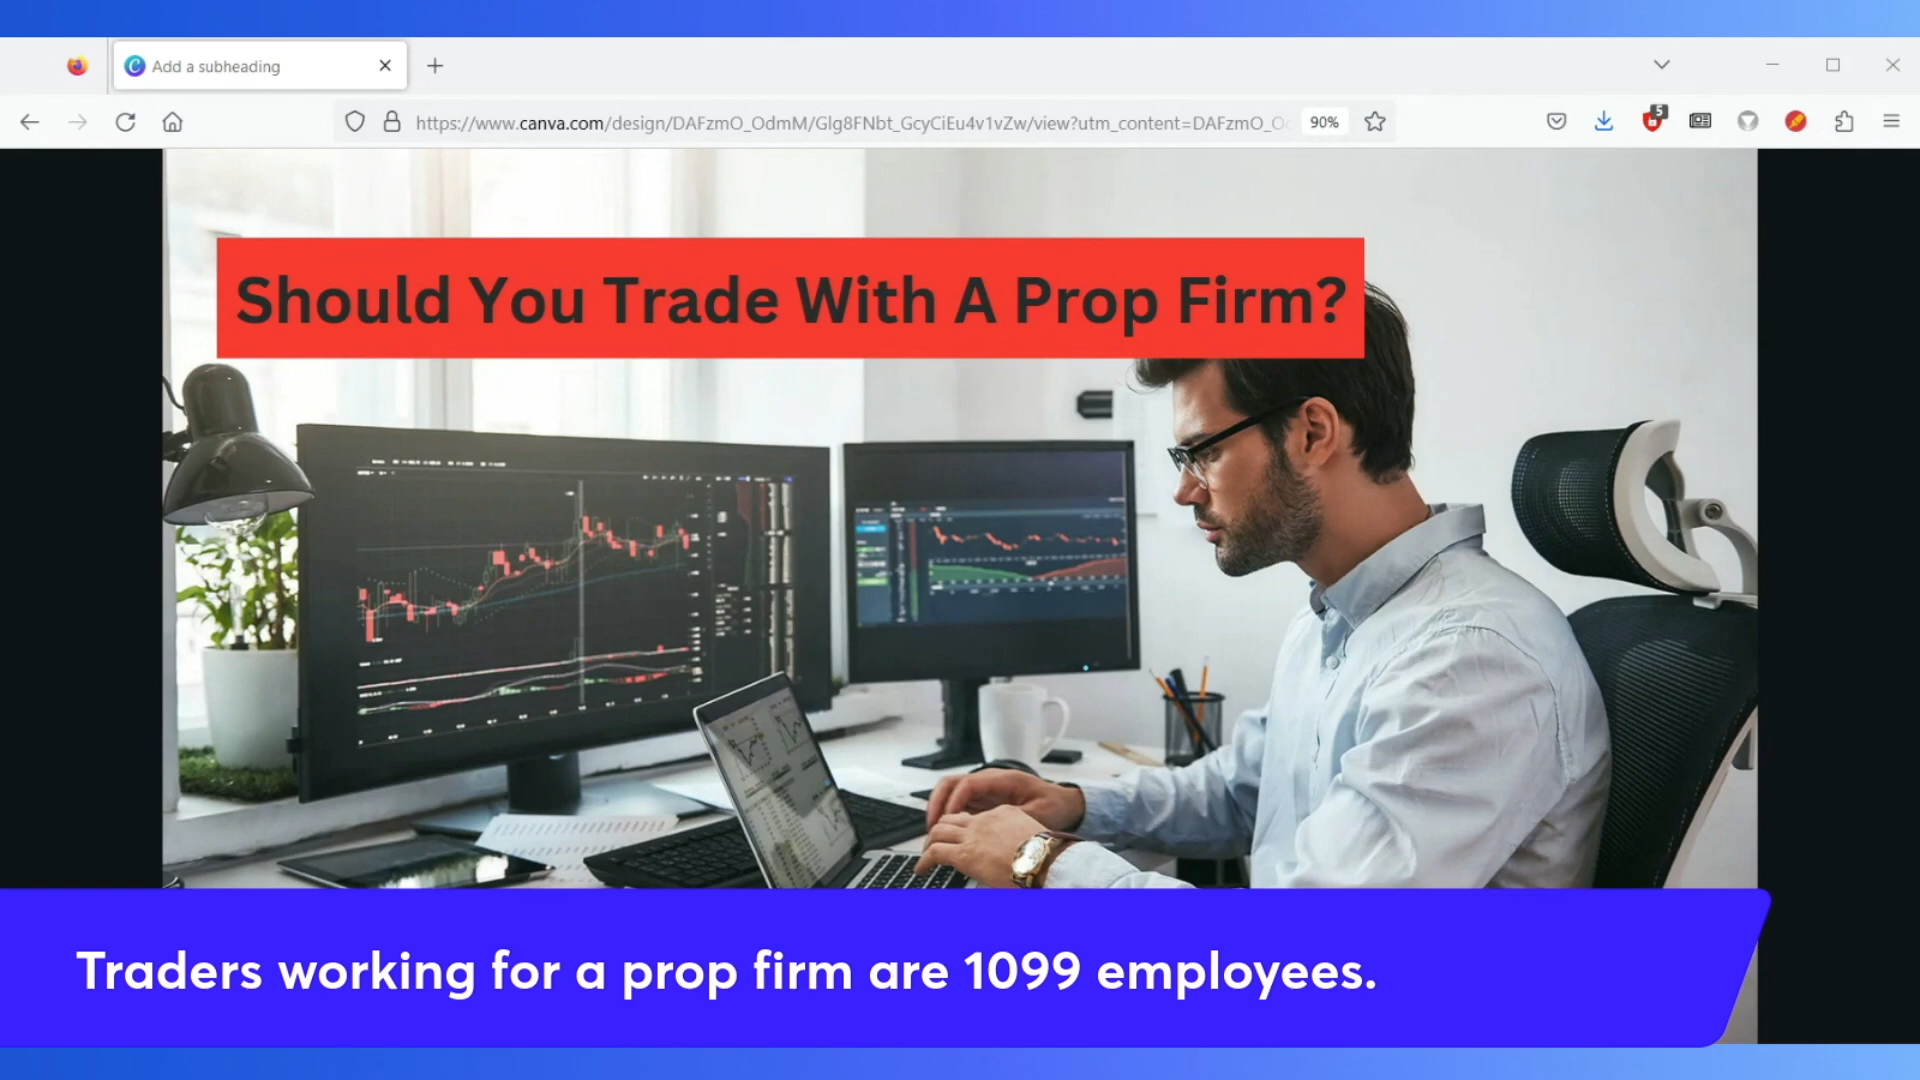 Add a subheading
https://www.canva.com/design/DAFzmO_OdmM/Glg8FNbt_GcyCiEu4v1vZw/view?utm_content=DAFzmO_O
90%
5
Should You Trade With A Prop Firm?
Traders working for a prop firm are 1099 employees.